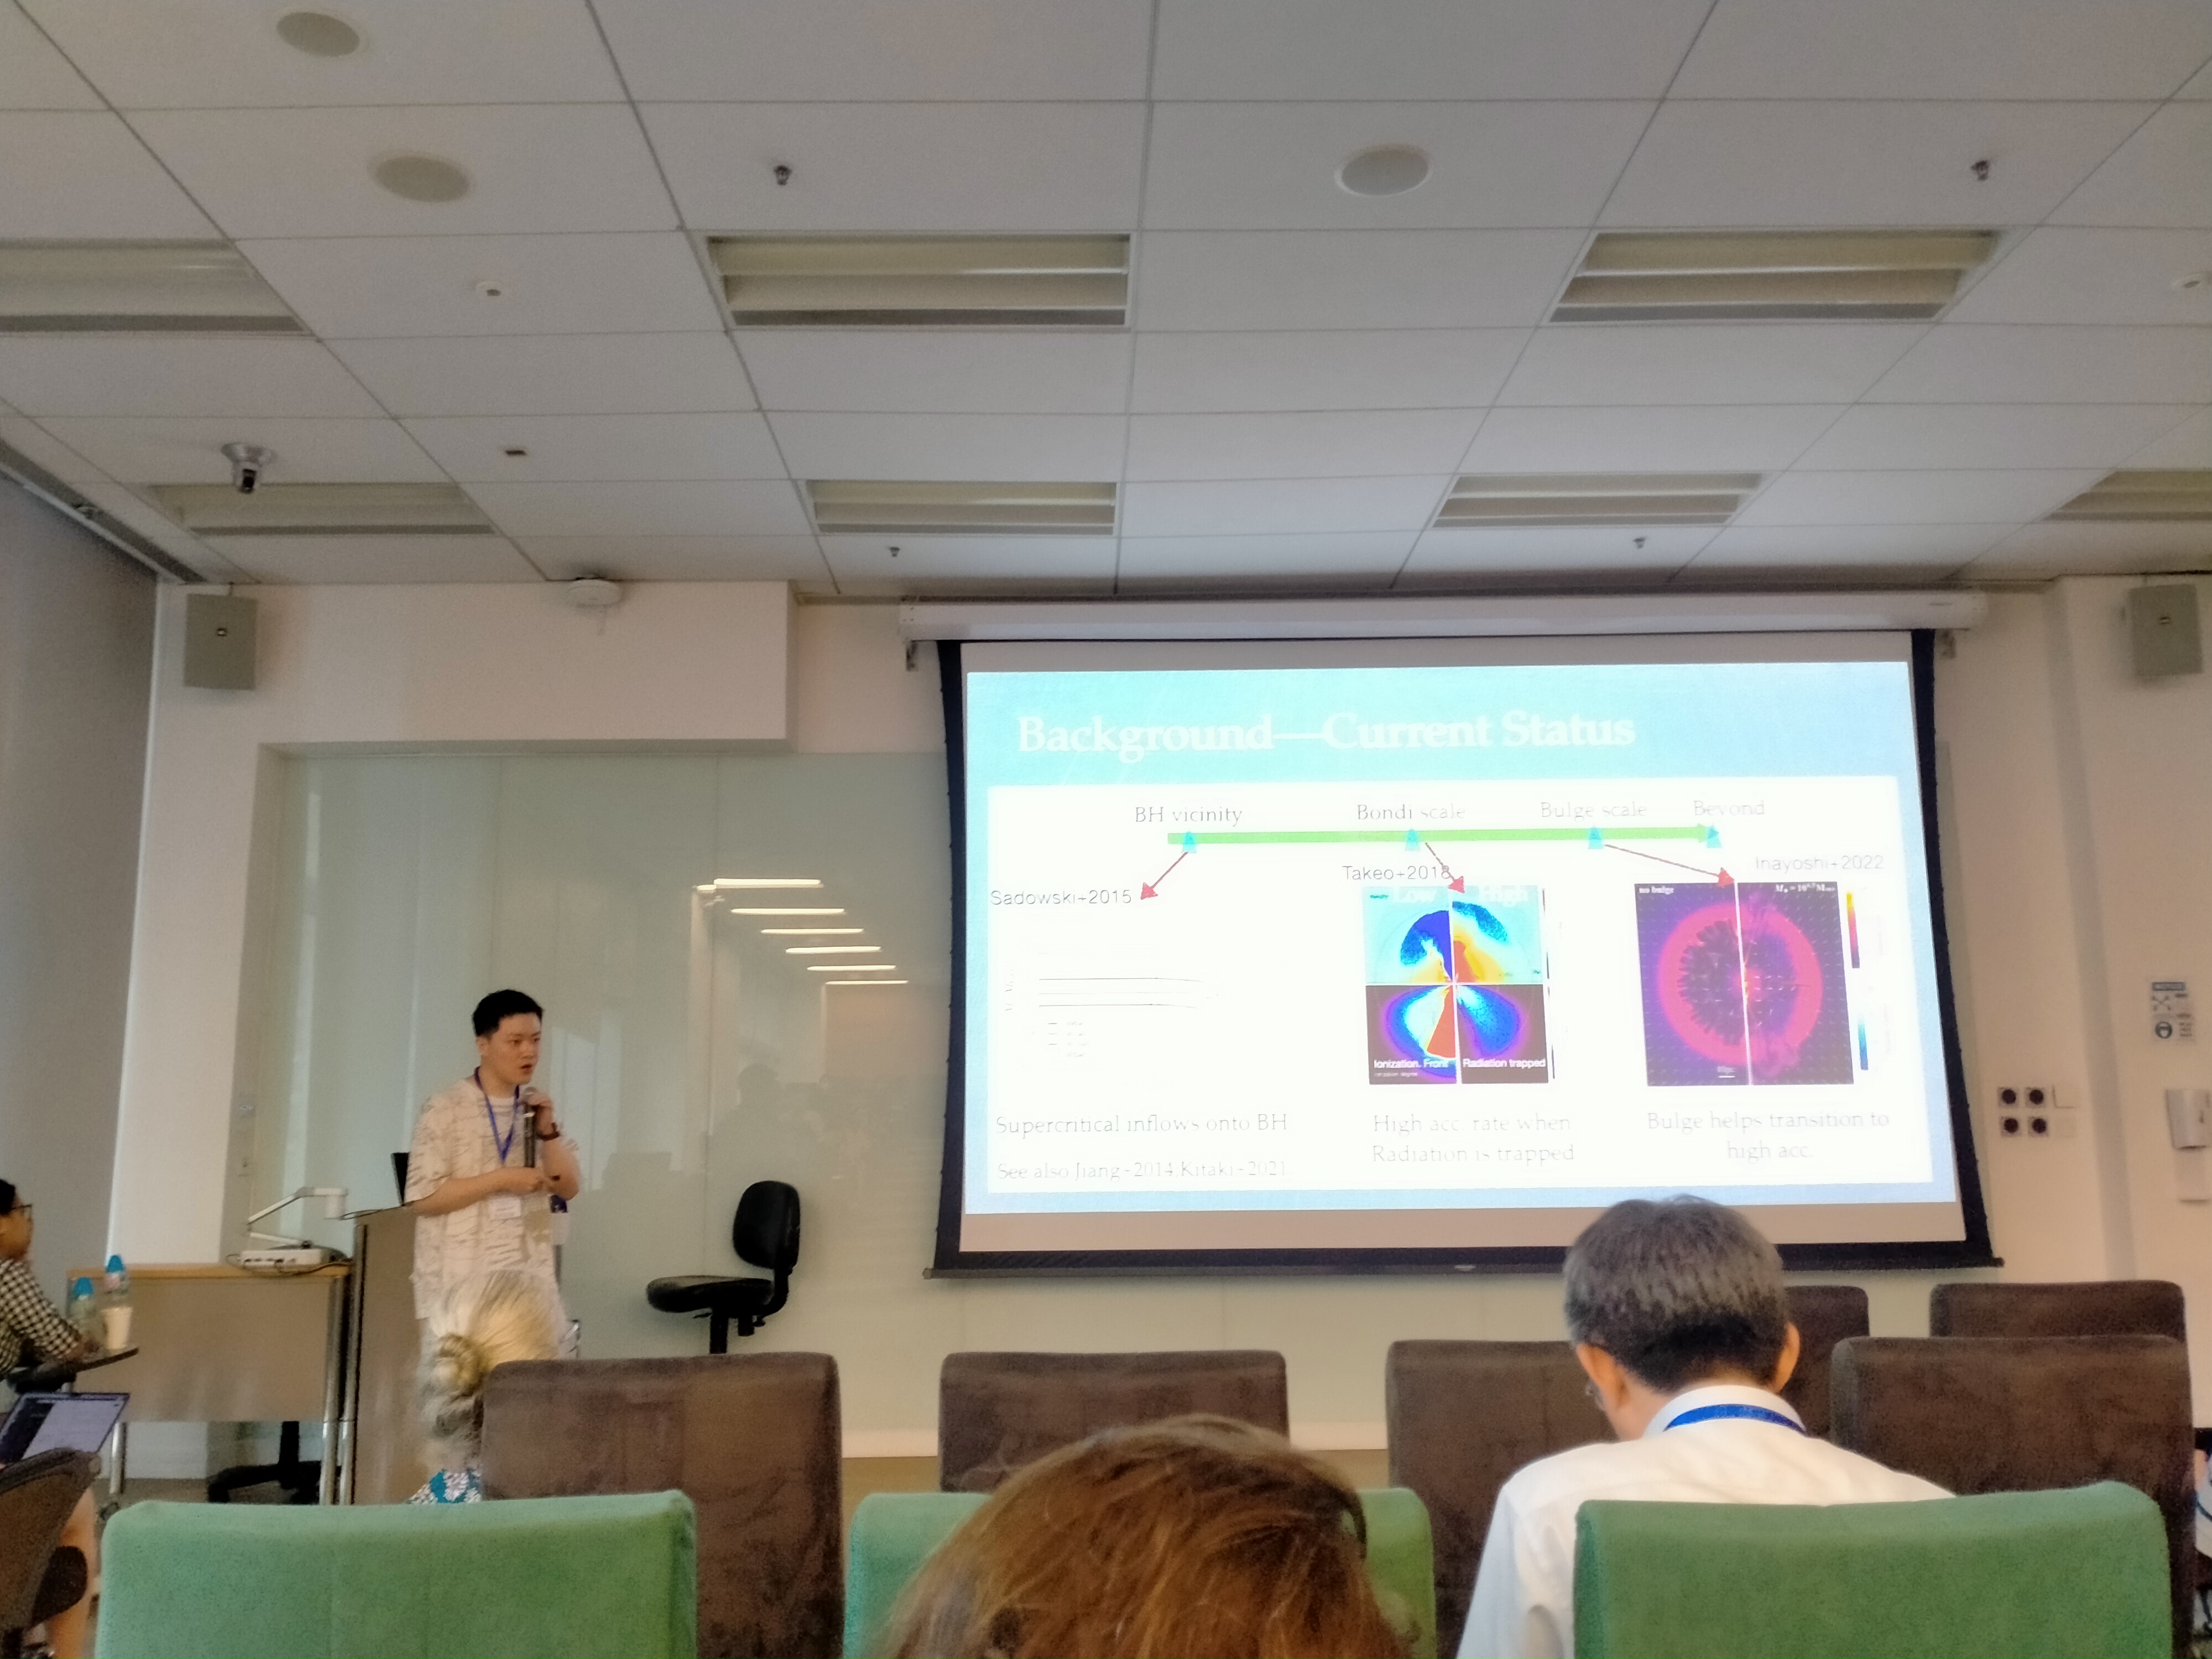 Background—Current Status
BH vicinity
Bondi scale
Bulge scale
Beyond
Sadowski+2015
Takeo+2018
Inayoshi+2022
Low
High
no bulge
Ionization. Front
Radiation trapped
Supercritical inflows onto BH
See also Jiang+2014,Kitaki+2021
High acc. rate when
Radiation is trapped
Bulge helps transition to
high acc.